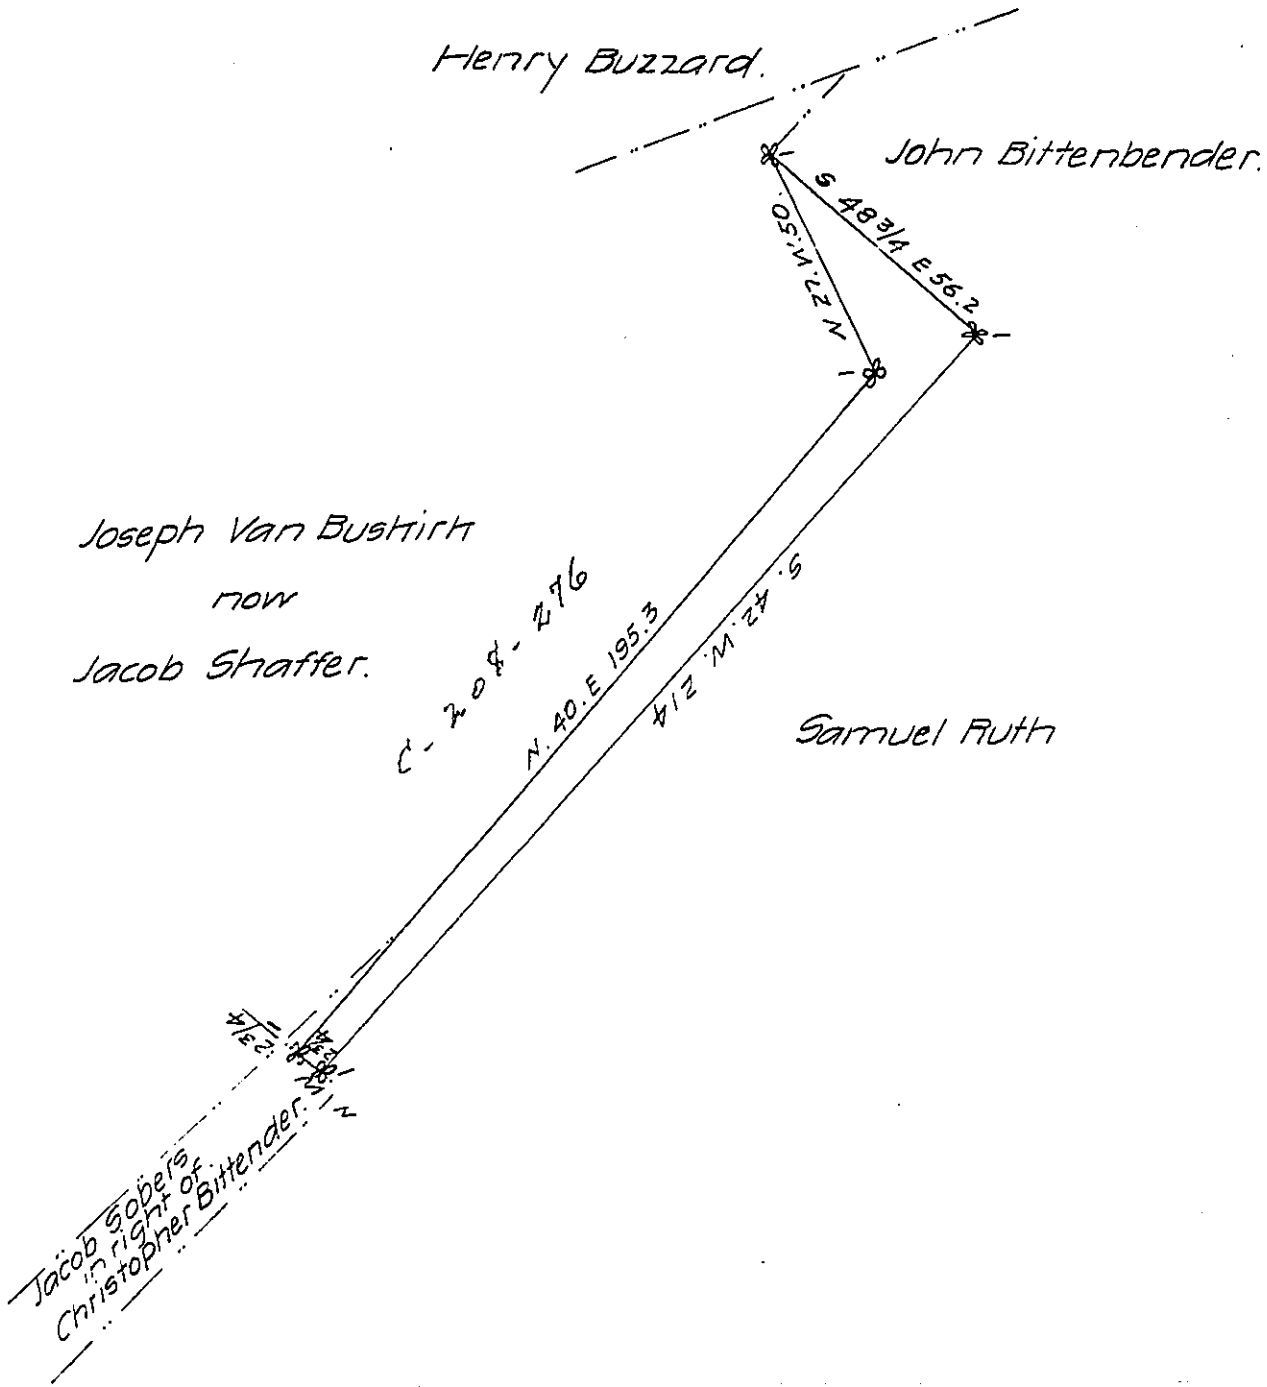 Henry Buzzard.
John Bittenbender.
S 48 3/4 E 56.2
N 27. W. 50.
Joseph Van Buskirk
now
Jacob Shaffer.
C-208-276
N. 40. E 195.3
S. 42. W. 214
Samuel Ruth
Jacob Sobers
in right of
Christopher Bittender.